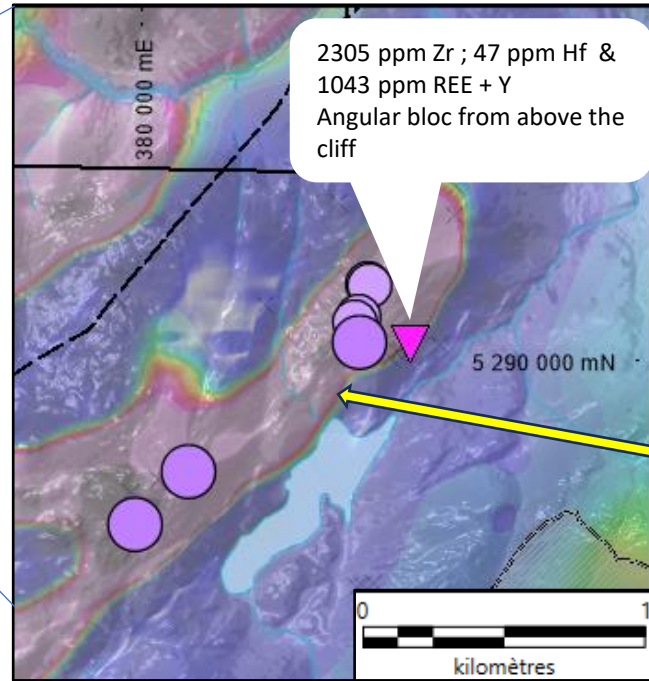 380 000 mE
2305 ppm Zr ; 47 ppm Hf &
1043 ppm REE + Y
Angular bloc from above the
cliff
5 290 000 mN
0 1
kilomètres